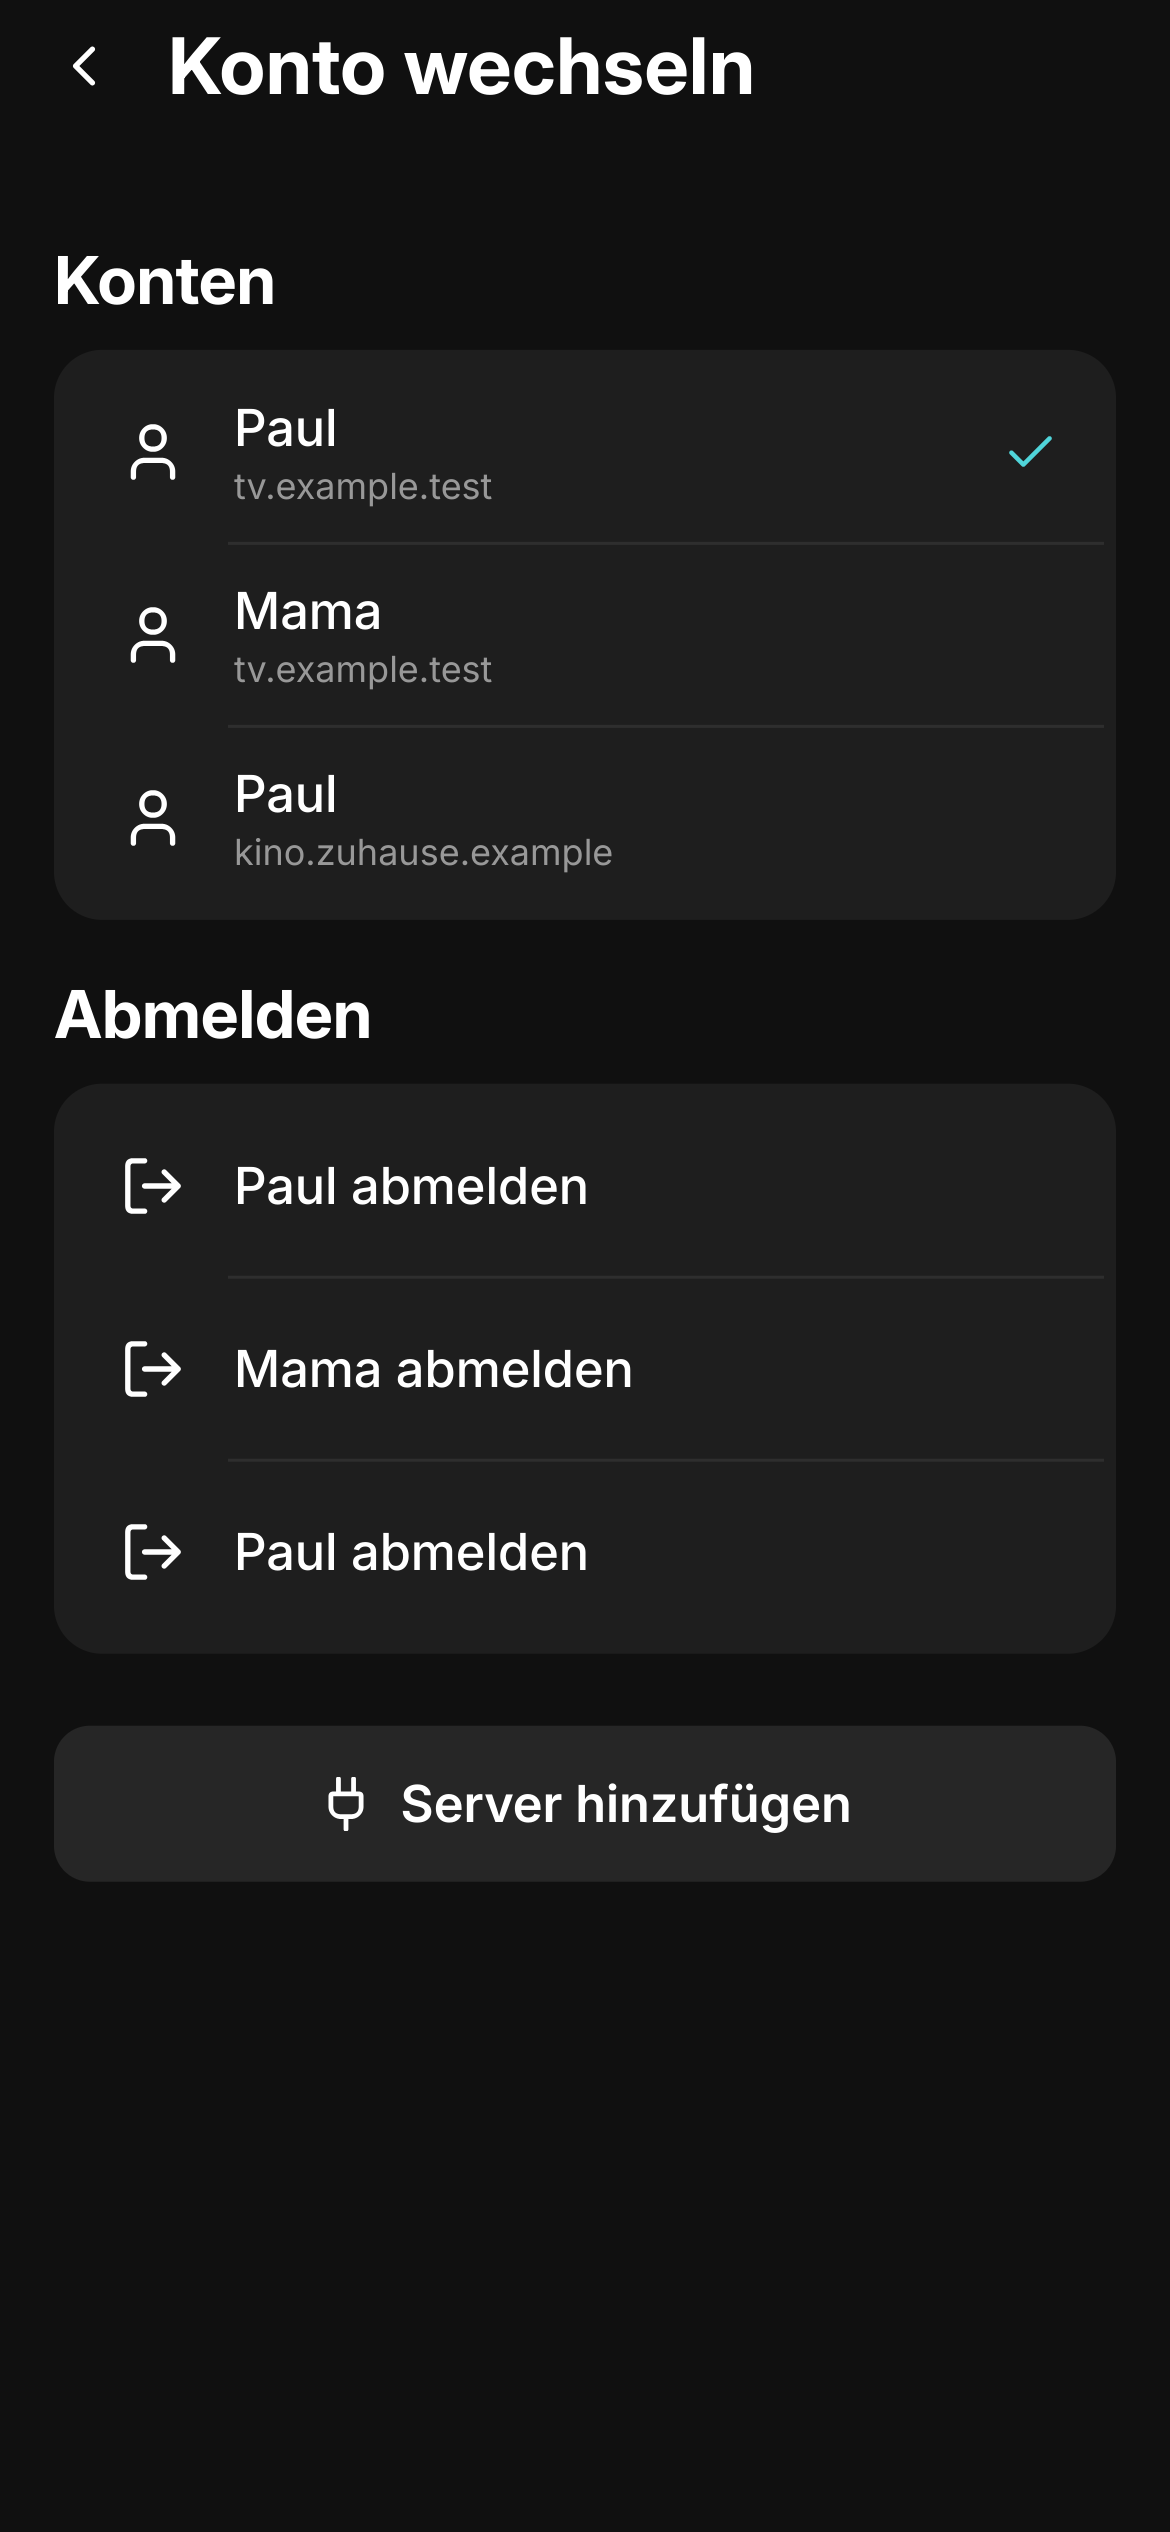 Konto wechseln
Konten
Paul
tv.example.test
Mama
tv.example.test
Paul
kino.zuhause.example
Abmelden
Paul abmelden
Mama abmelden
Paul abmelden
Server hinzufügen